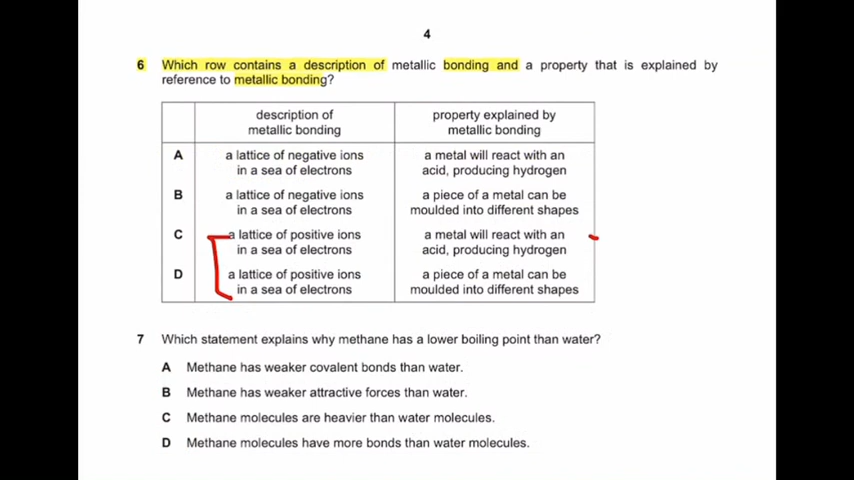 4
6 Which row contains a description of metallic bonding and a property that is explained by
reference to metallic bonding?
description of property explained by
metallic bonding metallic bonding
A a lattice of negative ions a metal will react with an
in a sea of electrons acid, producing hydrogen
B a lattice of negative ions a piece of a metal can be
in a sea of electrons moulded into different shapes
C a lattice of positive ions a metal will react with an
in a sea of electrons acid, producing hydrogen
D a lattice of positive ions a piece of a metal can be
in a sea of electrons moulded into different shapes
7 Which statement explains why methane has a lower boiling point than water?
A Methane has weaker covalent bonds than water.
B Methane has weaker attractive forces than water.
C Methane molecules are heavier than water molecules.
D Methane molecules have more bonds than water molecules.